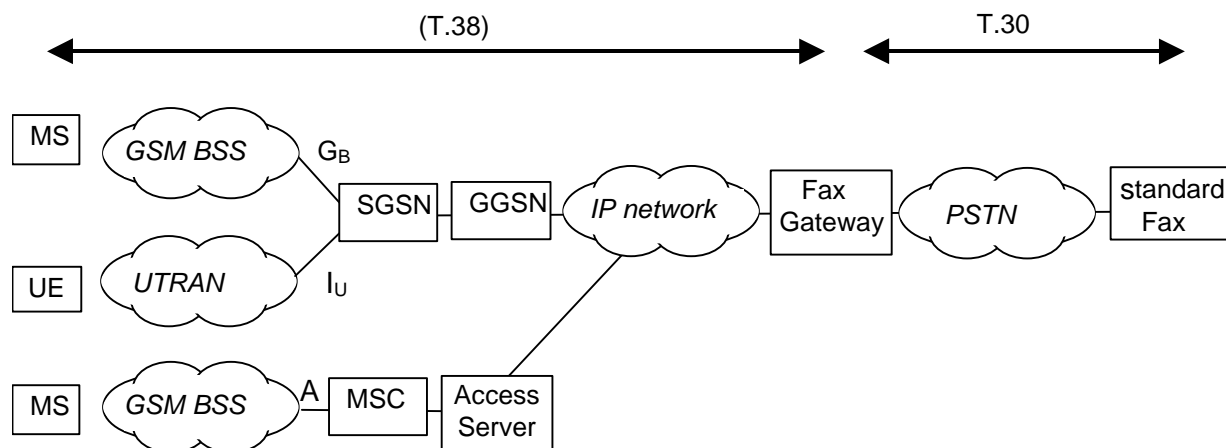 (T.38)
T.30
MS
GSM BSS
GB
SGSN
GGSN
IP network
Fax
Gateway
PSTN
standard
Fax
UE
UTRAN
IU
MS
GSM BSS
A
MSC
Access
Server